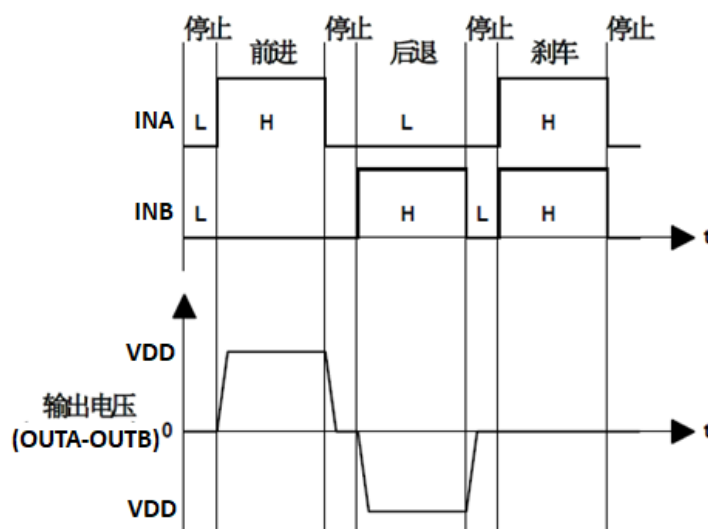 停止 前进 停止 后退 停止 刹车 停止
INA L H L H
INB L H L H
t
VDD
输出电压
(OUTA-OUTB) 0
t
VDD